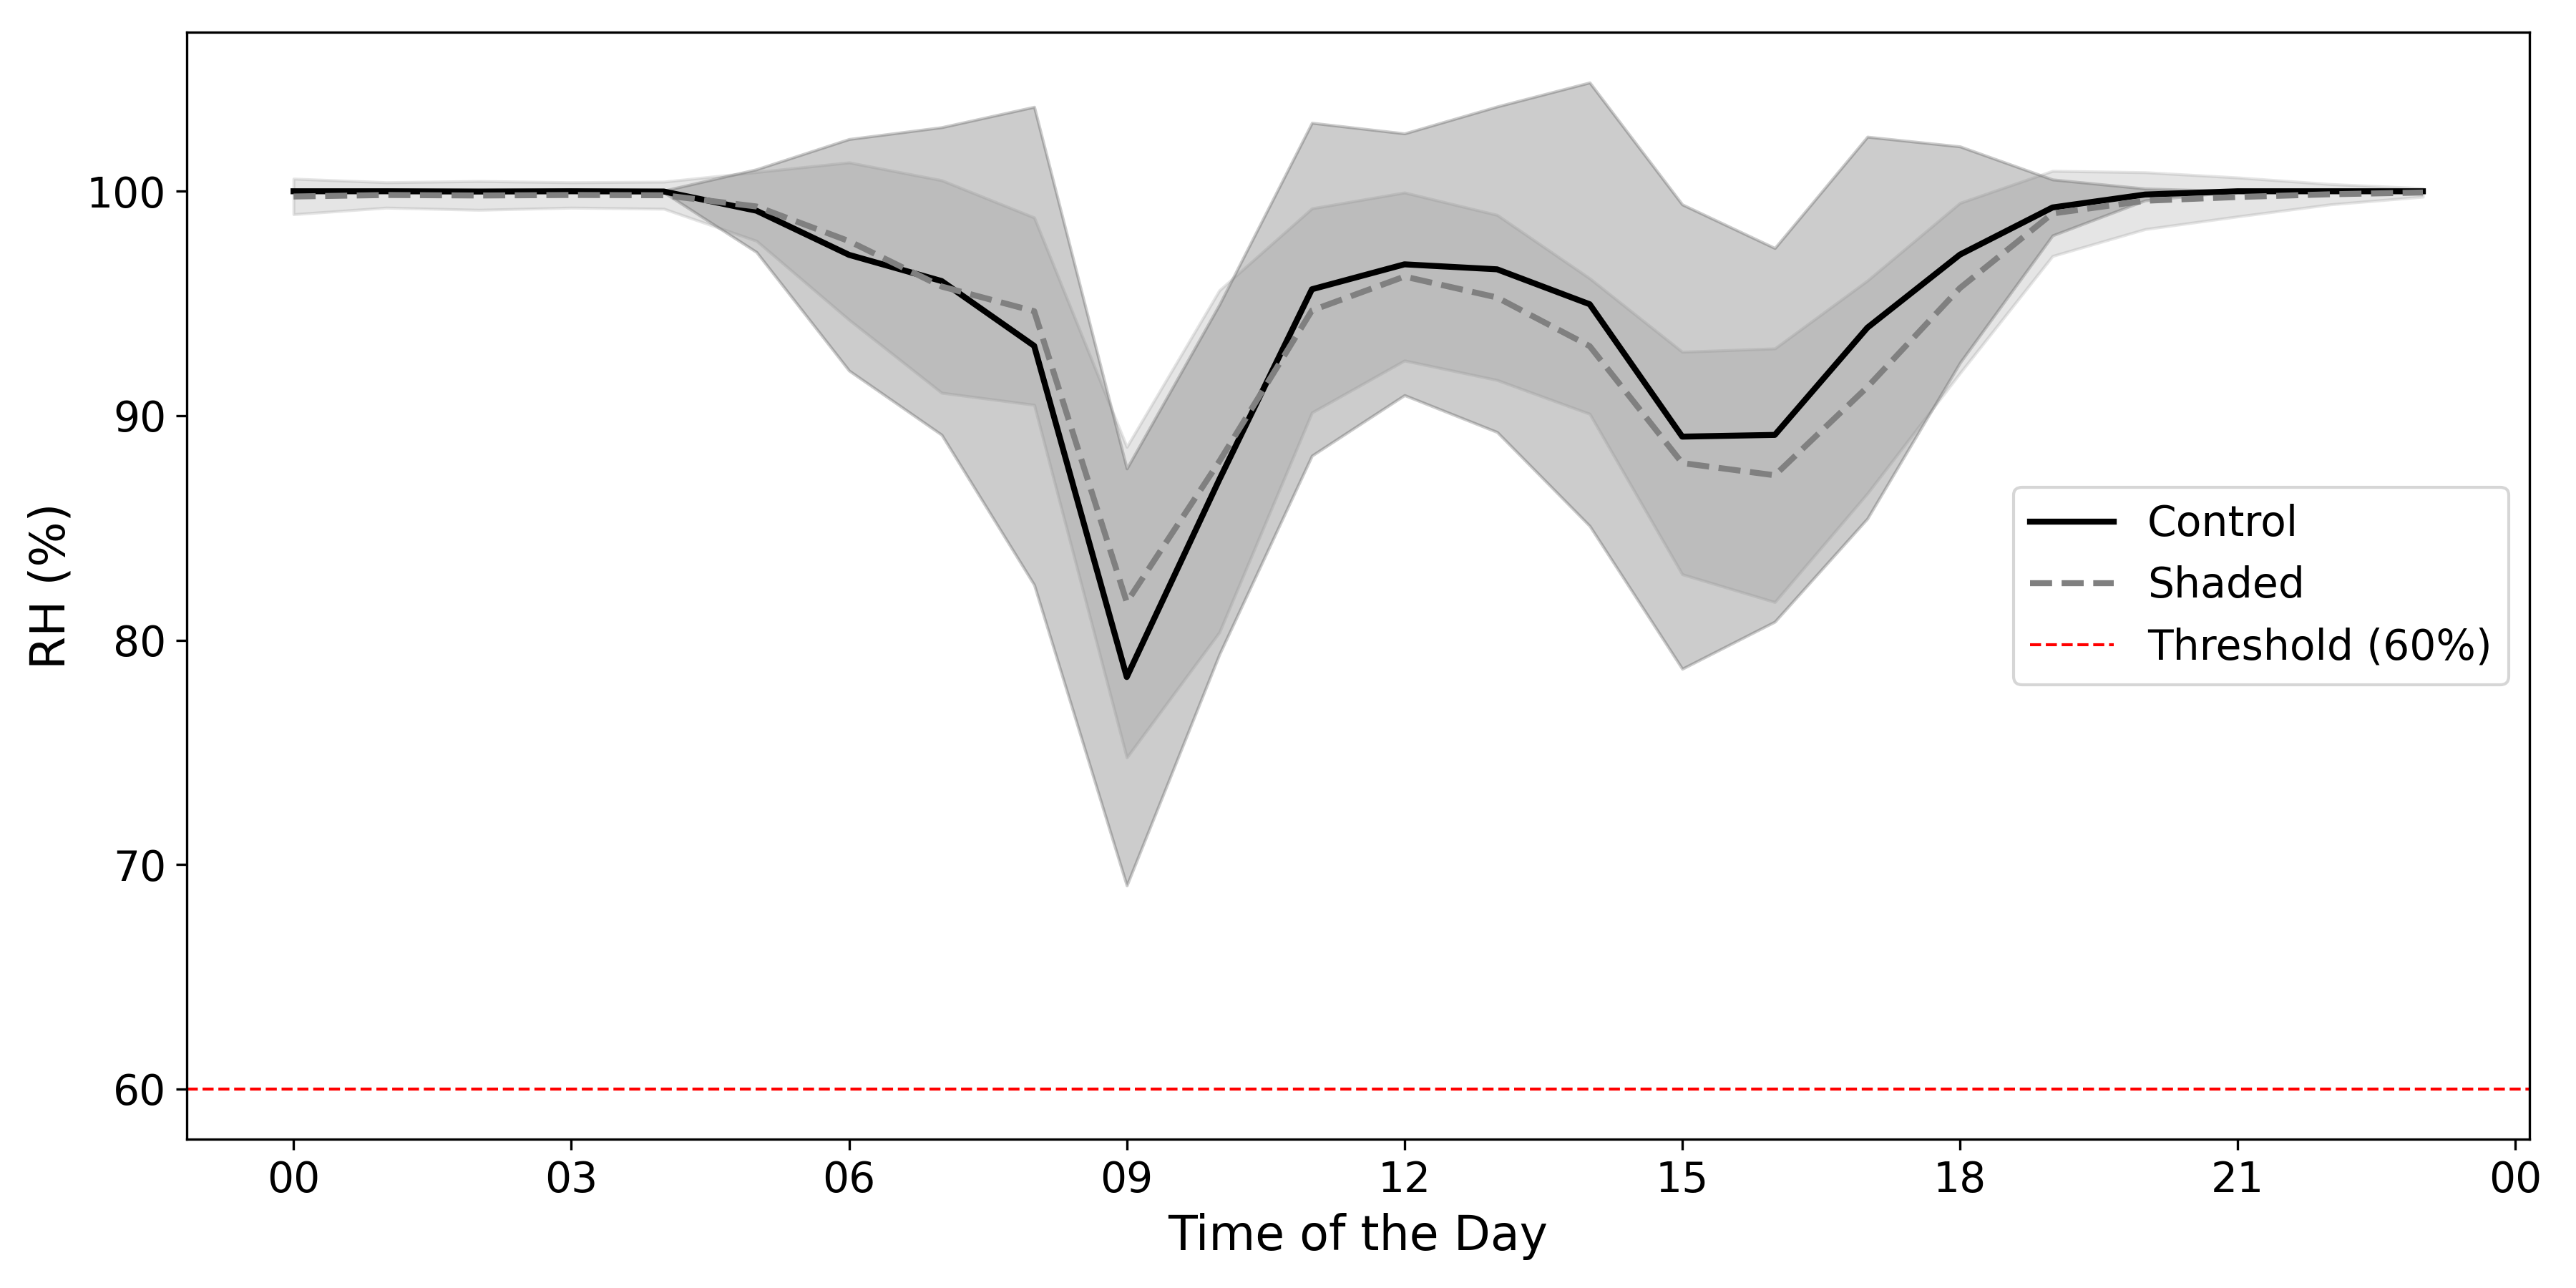 100
90
80
70
60
RH (%)
Control
Shaded
Threshold (60%)
00 03 06 09 12 15 18 21 00
Time of the Day